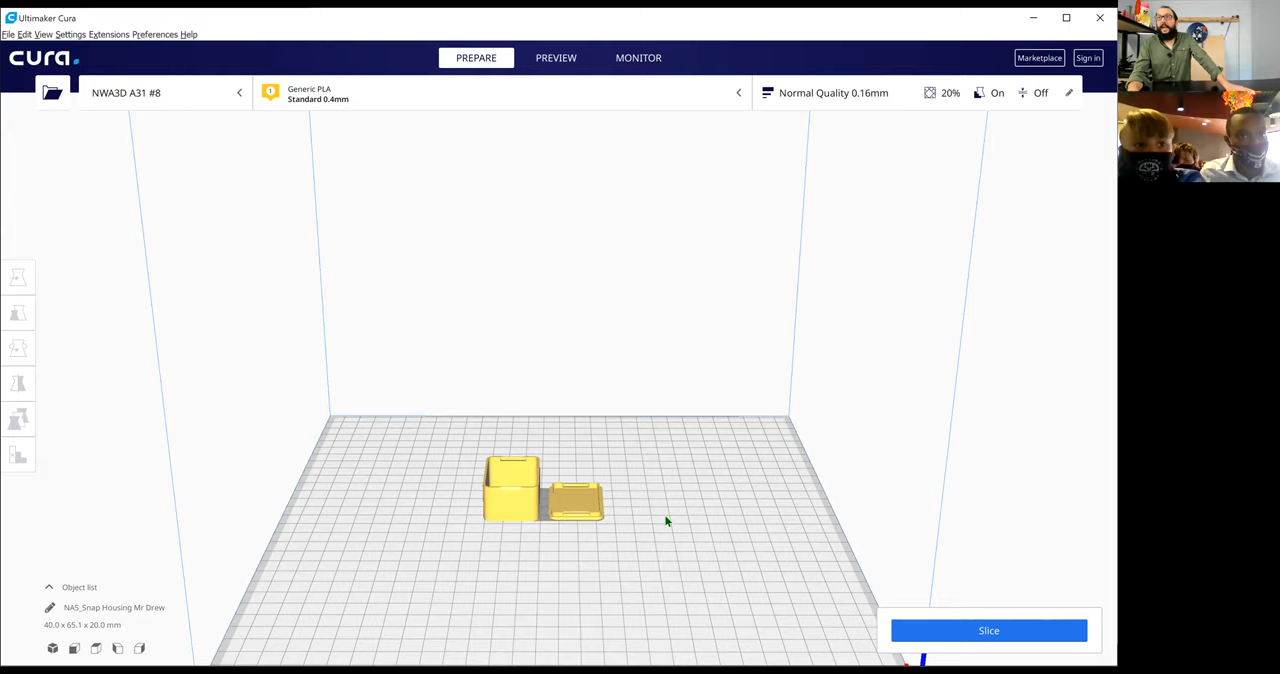 Ultimaker Cura
File Edit View Settings Extensions Preferences Help
cura.
PREPARE
PREVIEW
MONITOR
Marketplace
Sign in
NWA3D A31 #8
1
Generic PLA
Standard 0.4mm
Normal Quality 0.16mm
20%
On
Off
Object list
NA5_Snap Housing Mr Drew
40.0 x 65.1 x 20.0 mm
Slice